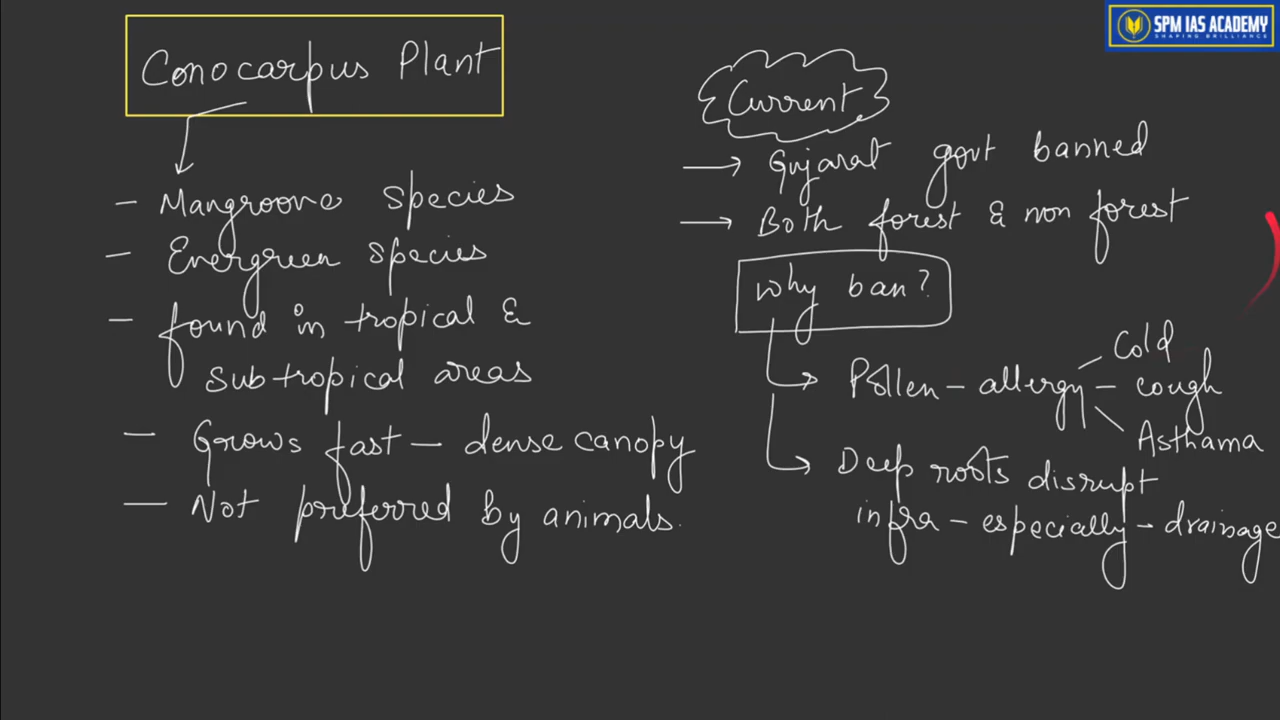 SPM IAS ACADEMY
SHAPING BRILLIANCE
Conocarpus Plant
- Mangroove species
- Evergreen species
- found in tropical &
subtropical areas
- Grows fast - dense canopy
- Not preferred by animals.
Current
→ Gujarat govt banned
→ Both forest & non forest
Why ban?
→ Pollen - allergy - Cold
- cough
Asthama
→ Deep roots disrupt
infra - especially - drainage